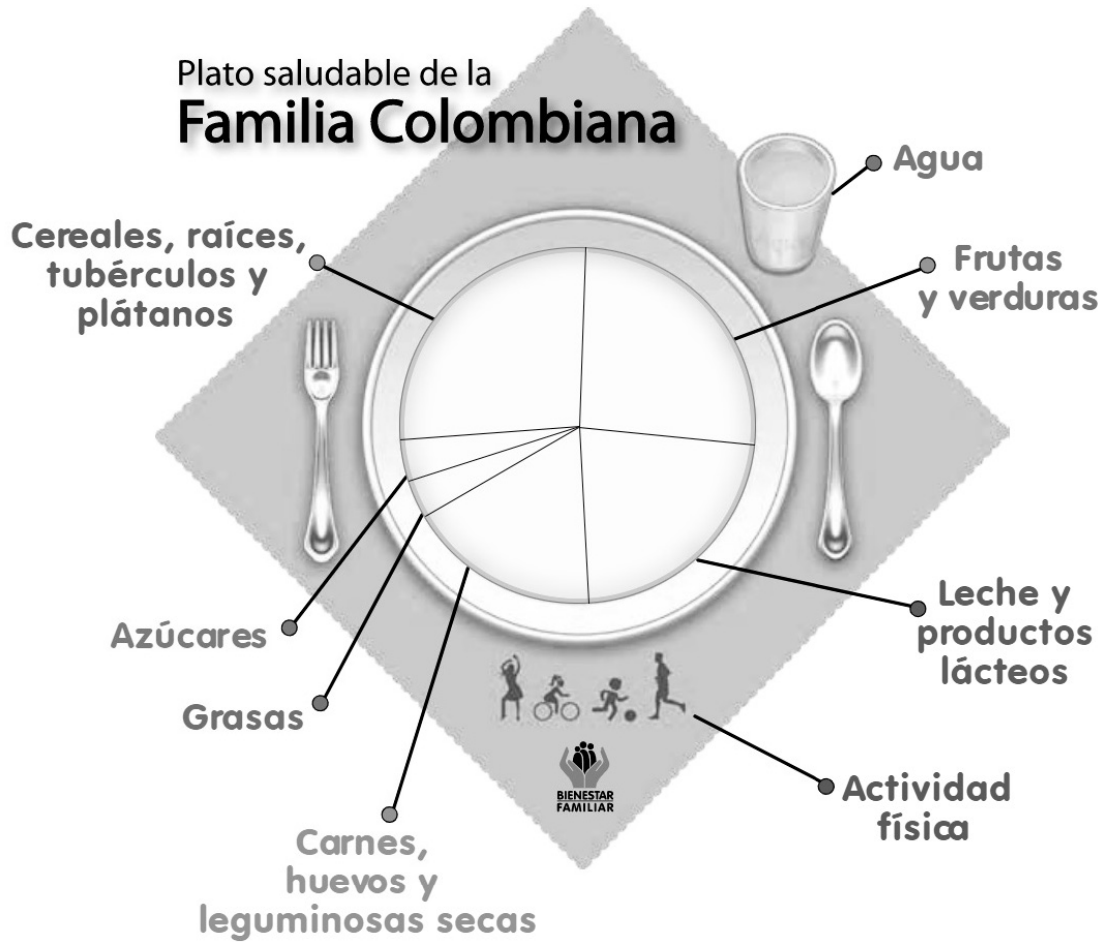 Plato saludable de la
Familia Colombiana
Agua
Cereales, raíces,
tubérculos y
plátanos
Frutas
y verduras
Azúcares
Leche y
productos
lácteos
Grasas
Actividad
física
BIENESTAR
FAMILIAR
Carnes,
huevos y
leguminosas secas